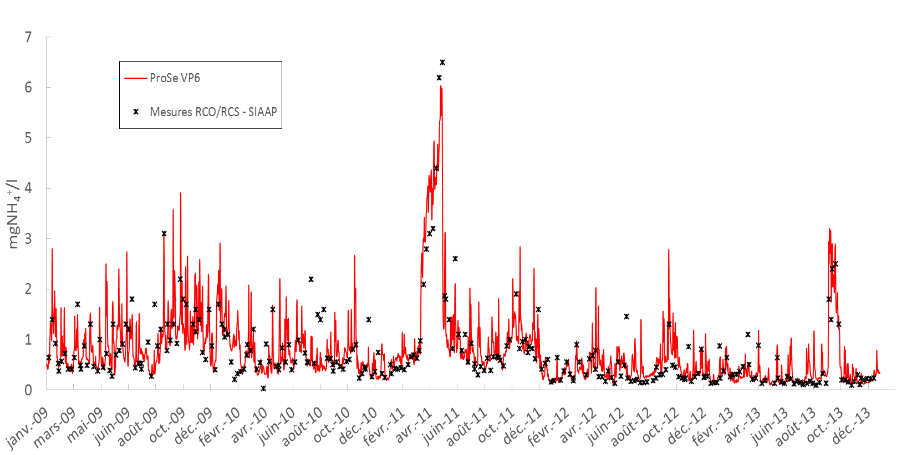 7
6
5
4
3
2
1
0
mgNH₄⁺/l
ProSe VP6
Mesures RCO/RCS - SIAAP
janv.-09
mars-09
mai-09
juin-09
août-09
oct.-09
déc.-09
févr.-10
avr.-10
juin-10
août-10
oct.-10
déc.-10
févr.-11
avr.-11
juin-11
août-11
oct.-11
déc.-11
févr.-12
avr.-12
juin-12
août-12
oct.-12
déc.-12
févr.-13
avr.-13
juin-13
août-13
oct.-13
déc.-13